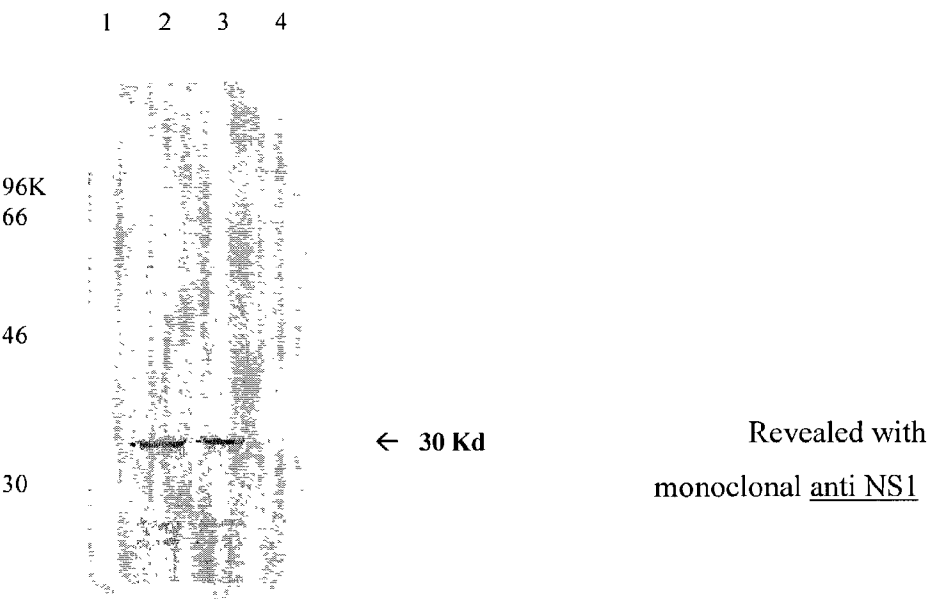 1 2 3 4
96K
66
46
← 30 Kd
Revealed with
30
monoclonal anti NS1